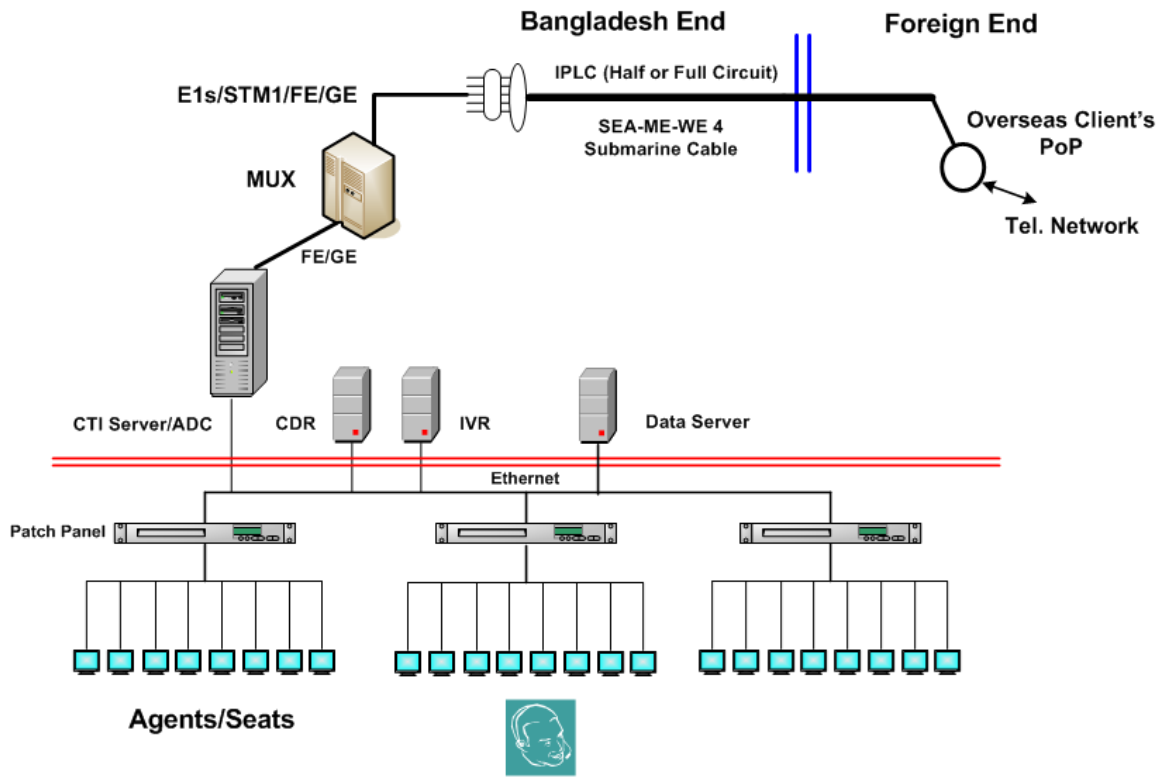 Bangladesh End
Foreign End
IPLC (Half or Full Circuit)
E1s/STM1/FE/GE
SEA-ME-WE 4
Submarine Cable
Overseas Client's
PoP
MUX
Tel. Network
FE/GE
CTI Server/ADC
CDR
IVR
Data Server
Ethernet
Patch Panel
Agents/Seats